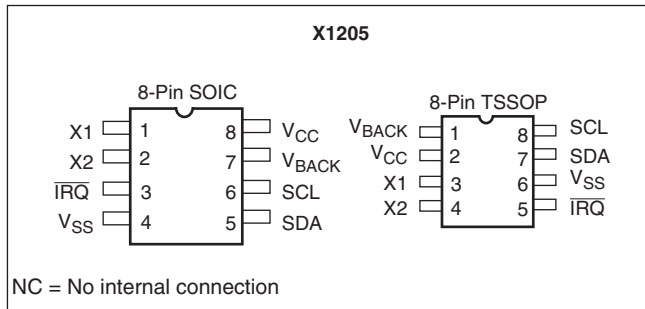 X1205
8-Pin SOIC
X1 1 8 VCC
X2 2 7 VBACK
IRQ 3 6 SCL
VSS 4 5 SDA
8-Pin TSSOP
VBACK 1 8 SCL
VCC 2 7 SDA
X1 3 6 VSS
X2 4 5 IRQ
NC = No internal connection